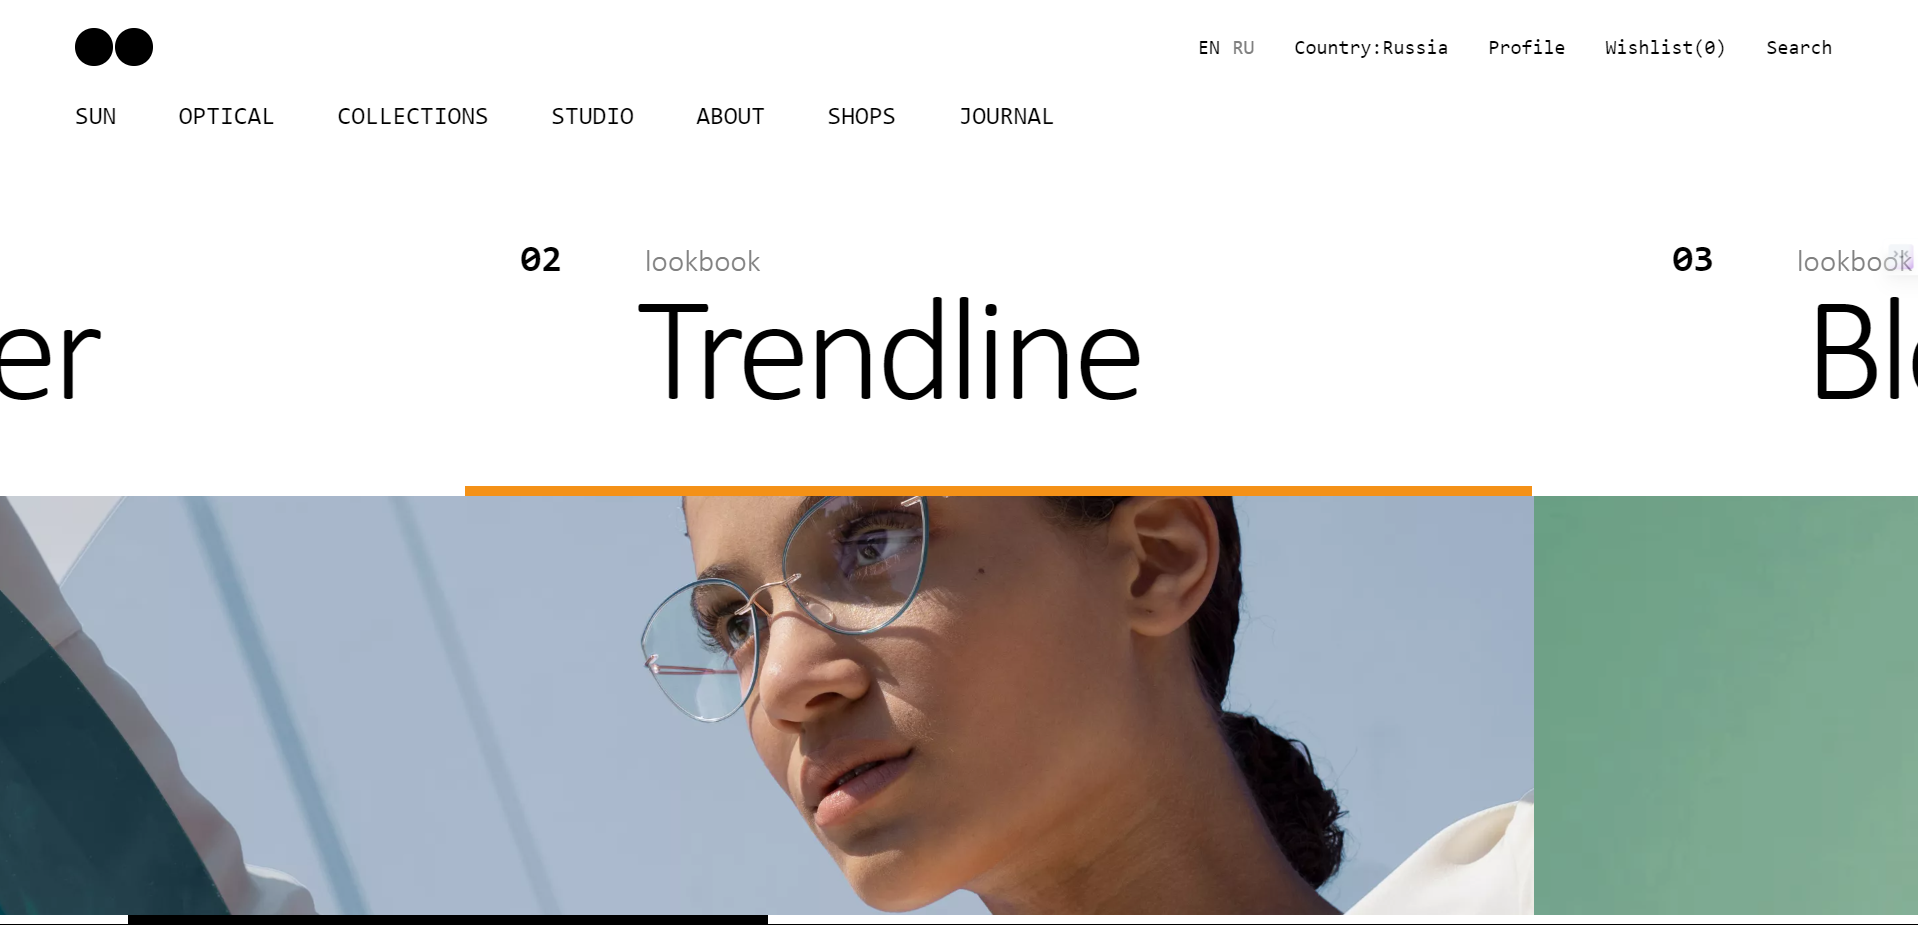 EN RU Country:Russia Profile Wishlist(0) Search
SUN OPTICAL COLLECTIONS STUDIO ABOUT SHOPS JOURNAL
02 lookbook
03 lookbook
er Trendline Bl